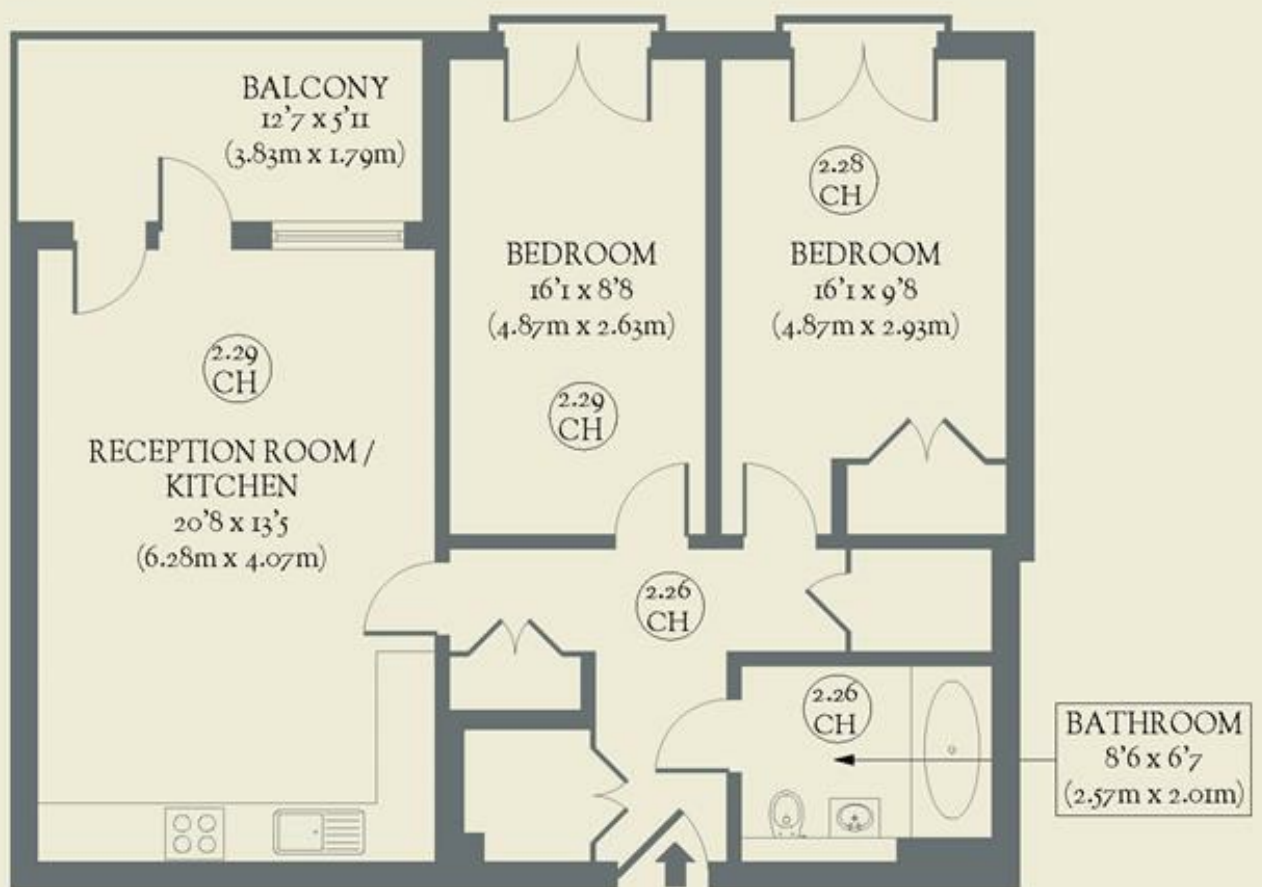 BALCONY
12'7 x 5'11
(3.83m x 1.79m)
2.28
CH
BEDROOM
16'1 x 8'8
(4.87m x 2.63m)
BEDROOM
16'1 x 9'8
(4.87m x 2.93m)
2.29
CH
2.29
CH
RECEPTION ROOM /
KITCHEN
20'8 x 13'5
(6.28m x 4.07m)
2.26
CH
2.26
CH
BATHROOM
8'6 x 6'7
(2.57m x 2.01m)